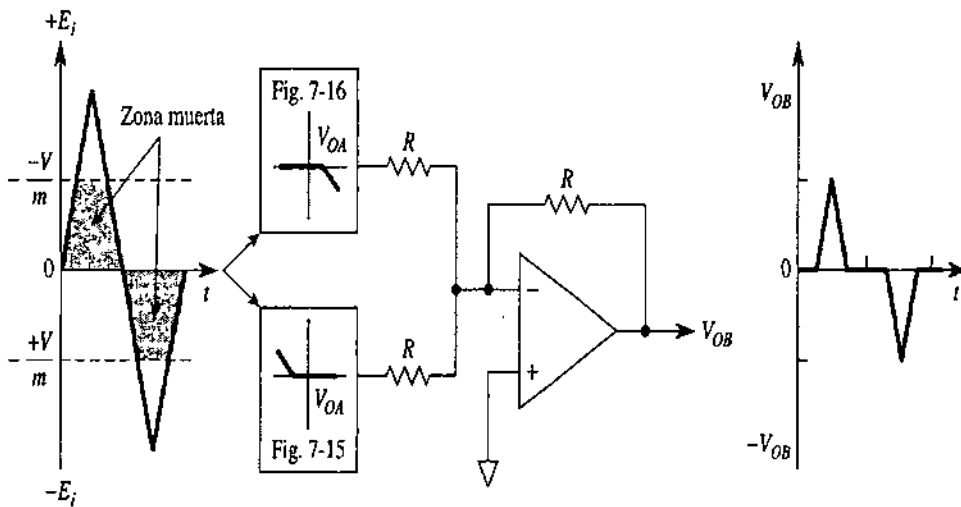 +E_i
Zona muerta
-V
m
0
t
+V
m
-E_i
Fig. 7-16
V_OA
R
R
V_OA
Fig. 7-15
R
-
+
V_OB
V_OB
0
t
-V_OB